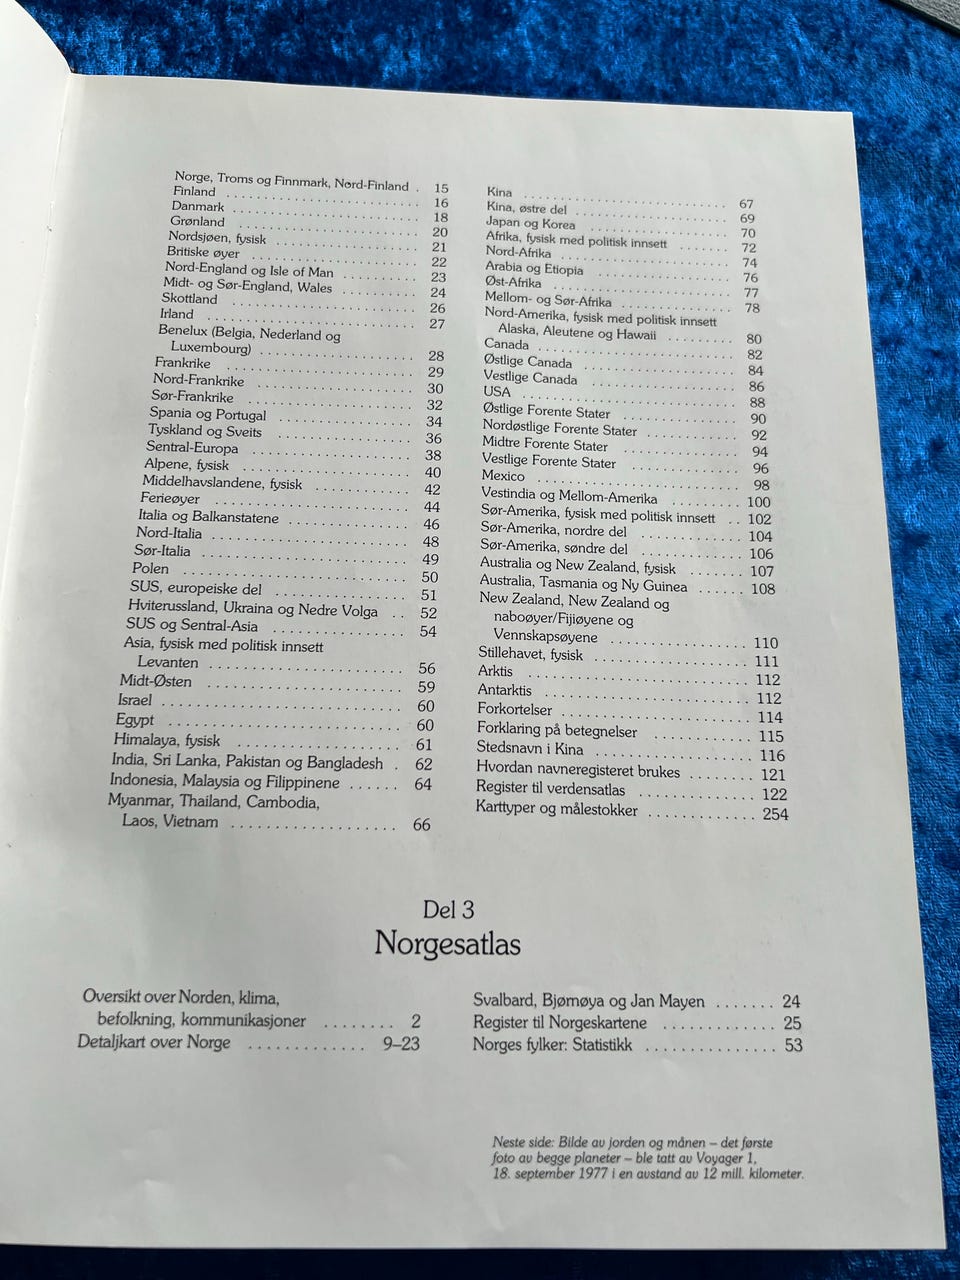 Norge, Troms og Finnmark, Nord-Finland . 15
Finland . . . . . . . . . . . . . . . . . . . . . . . . 16
Danmark . . . . . . . . . . . . . . . . . . . . . . . 18
Grønland . . . . . . . . . . . . . . . . . . . . . . . 20
Nordsjøen, fysisk . . . . . . . . . . . . . . . . . 21
Britiske øyer . . . . . . . . . . . . . . . . . . . . . 22
Nord-England og Isle of Man . . . . . . . . . 23
Midt- og Sør-England, Wales . . . . . . . . . 24
Skottland . . . . . . . . . . . . . . . . . . . . . . . 26
Irland . . . . . . . . . . . . . . . . . . . . . . . . . 27
Benelux (Belgia, Nederland og
Luxembourg) . . . . . . . . . . . . . . . . . . . 28
Frankrike . . . . . . . . . . . . . . . . . . . . . . 29
Nord-Frankrike . . . . . . . . . . . . . . . . . . 30
Sør-Frankrike . . . . . . . . . . . . . . . . . . . 32
Spania og Portugal . . . . . . . . . . . . . . . 34
Tyskland og Sveits . . . . . . . . . . . . . . . 36
Sentral-Europa . . . . . . . . . . . . . . . . . . 38
Alpene, fysisk . . . . . . . . . . . . . . . . . . . 40
Middelhavslandene, fysisk . . . . . . . . . . . 42
Ferieøyer . . . . . . . . . . . . . . . . . . . . . . 44
Italia og Balkanstatene . . . . . . . . . . . . . 46
Nord-Italia . . . . . . . . . . . . . . . . . . . . . 48
Sør-Italia . . . . . . . . . . . . . . . . . . . . . . 49
Polen . . . . . . . . . . . . . . . . . . . . . . . . . 50
SUS, europeiske del . . . . . . . . . . . . . . 51
Hviterussland, Ukraina og Nedre Volga . . 52
SUS og Sentral-Asia . . . . . . . . . . . . . . 54
Asia, fysisk med politisk innsett
Levanten . . . . . . . . . . . . . . . . . . . . . 56
Midt-Østen . . . . . . . . . . . . . . . . . . . . . 59
Israel . . . . . . . . . . . . . . . . . . . . . . . . . 60
Egypt . . . . . . . . . . . . . . . . . . . . . . . . 60
Himalaya, fysisk . . . . . . . . . . . . . . . . . 61
India, Sri Lanka, Pakistan og Bangladesh . 62
Indonesia, Malaysia og Filippinene . . . . . . 64
Myanmar, Thailand, Cambodia,
Laos, Vietnam . . . . . . . . . . . . . . . . . . 66
Kina . . . . . . . . . . . . . . . . . . . . . . . . . 67
Kina, østre del . . . . . . . . . . . . . . . . . . 69
Japan og Korea . . . . . . . . . . . . . . . . . 70
Afrika, fysisk med politisk innsett . . . . . . 72
Nord-Afrika . . . . . . . . . . . . . . . . . . . . 74
Arabia og Etiopia . . . . . . . . . . . . . . . . 76
Øst-Afrika . . . . . . . . . . . . . . . . . . . . . 77
Mellom- og Sør-Afrika . . . . . . . . . . . . . 78
Nord-Amerika, fysisk med politisk innsett
Alaska, Aleutene og Hawaii . . . . . . . . . 80
Canada . . . . . . . . . . . . . . . . . . . . . . . 82
Østlige Canada . . . . . . . . . . . . . . . . . . 84
Vestlige Canada . . . . . . . . . . . . . . . . . 86
USA . . . . . . . . . . . . . . . . . . . . . . . . . 88
Østlige Forente Stater . . . . . . . . . . . . . 90
Nordøstlige Forente Stater . . . . . . . . . . 92
Midtre Forente Stater . . . . . . . . . . . . . . 94
Vestlige Forente Stater . . . . . . . . . . . . . 96
Mexico . . . . . . . . . . . . . . . . . . . . . . . 98
Vestindia og Mellom-Amerika . . . . . . . . . 100
Sør-Amerika, fysisk med politisk innsett . . 102
Sør-Amerika, nordre del . . . . . . . . . . . . 104
Sør-Amerika, søndre del . . . . . . . . . . . . 106
Australia og New Zealand, fysisk . . . . . . . 107
Australia, Tasmania og Ny Guinea . . . . . . 108
New Zealand, New Zealand og
naboøyer/Fijiøyene og
Vennskapsøyene . . . . . . . . . . . . . . . . 110
Stillehavet, fysisk . . . . . . . . . . . . . . . . 111
Arktis . . . . . . . . . . . . . . . . . . . . . . . . 112
Antarktis . . . . . . . . . . . . . . . . . . . . . . 112
Forkortelser . . . . . . . . . . . . . . . . . . . . 114
Forklaring på betegnelser . . . . . . . . . . . 115
Stedsnavn i Kina . . . . . . . . . . . . . . . . . 116
Hvordan navneregisteret brukes . . . . . . . . 121
Register til verdensatlas . . . . . . . . . . . . 122
Karttyper og målestokker . . . . . . . . . . . . 254
Del 3
Norgesatlas
Oversikt over Norden, klima,
befolkning, kommunikasjoner . . . . . . . . 2
Detaljkart over Norge . . . . . . . . . . . . . 9–23
Svalbard, Bjørnøya og Jan Mayen . . . . . . . 24
Register til Norgeskartene . . . . . . . . . . . . 25
Norges fylker: Statistikk . . . . . . . . . . . . . . 53
Neste side: Bilde av jorden og månen – det første
foto av begge planeter – ble tatt av Voyager 1,
18. september 1977 i en avstand av 12 mill. kilometer.